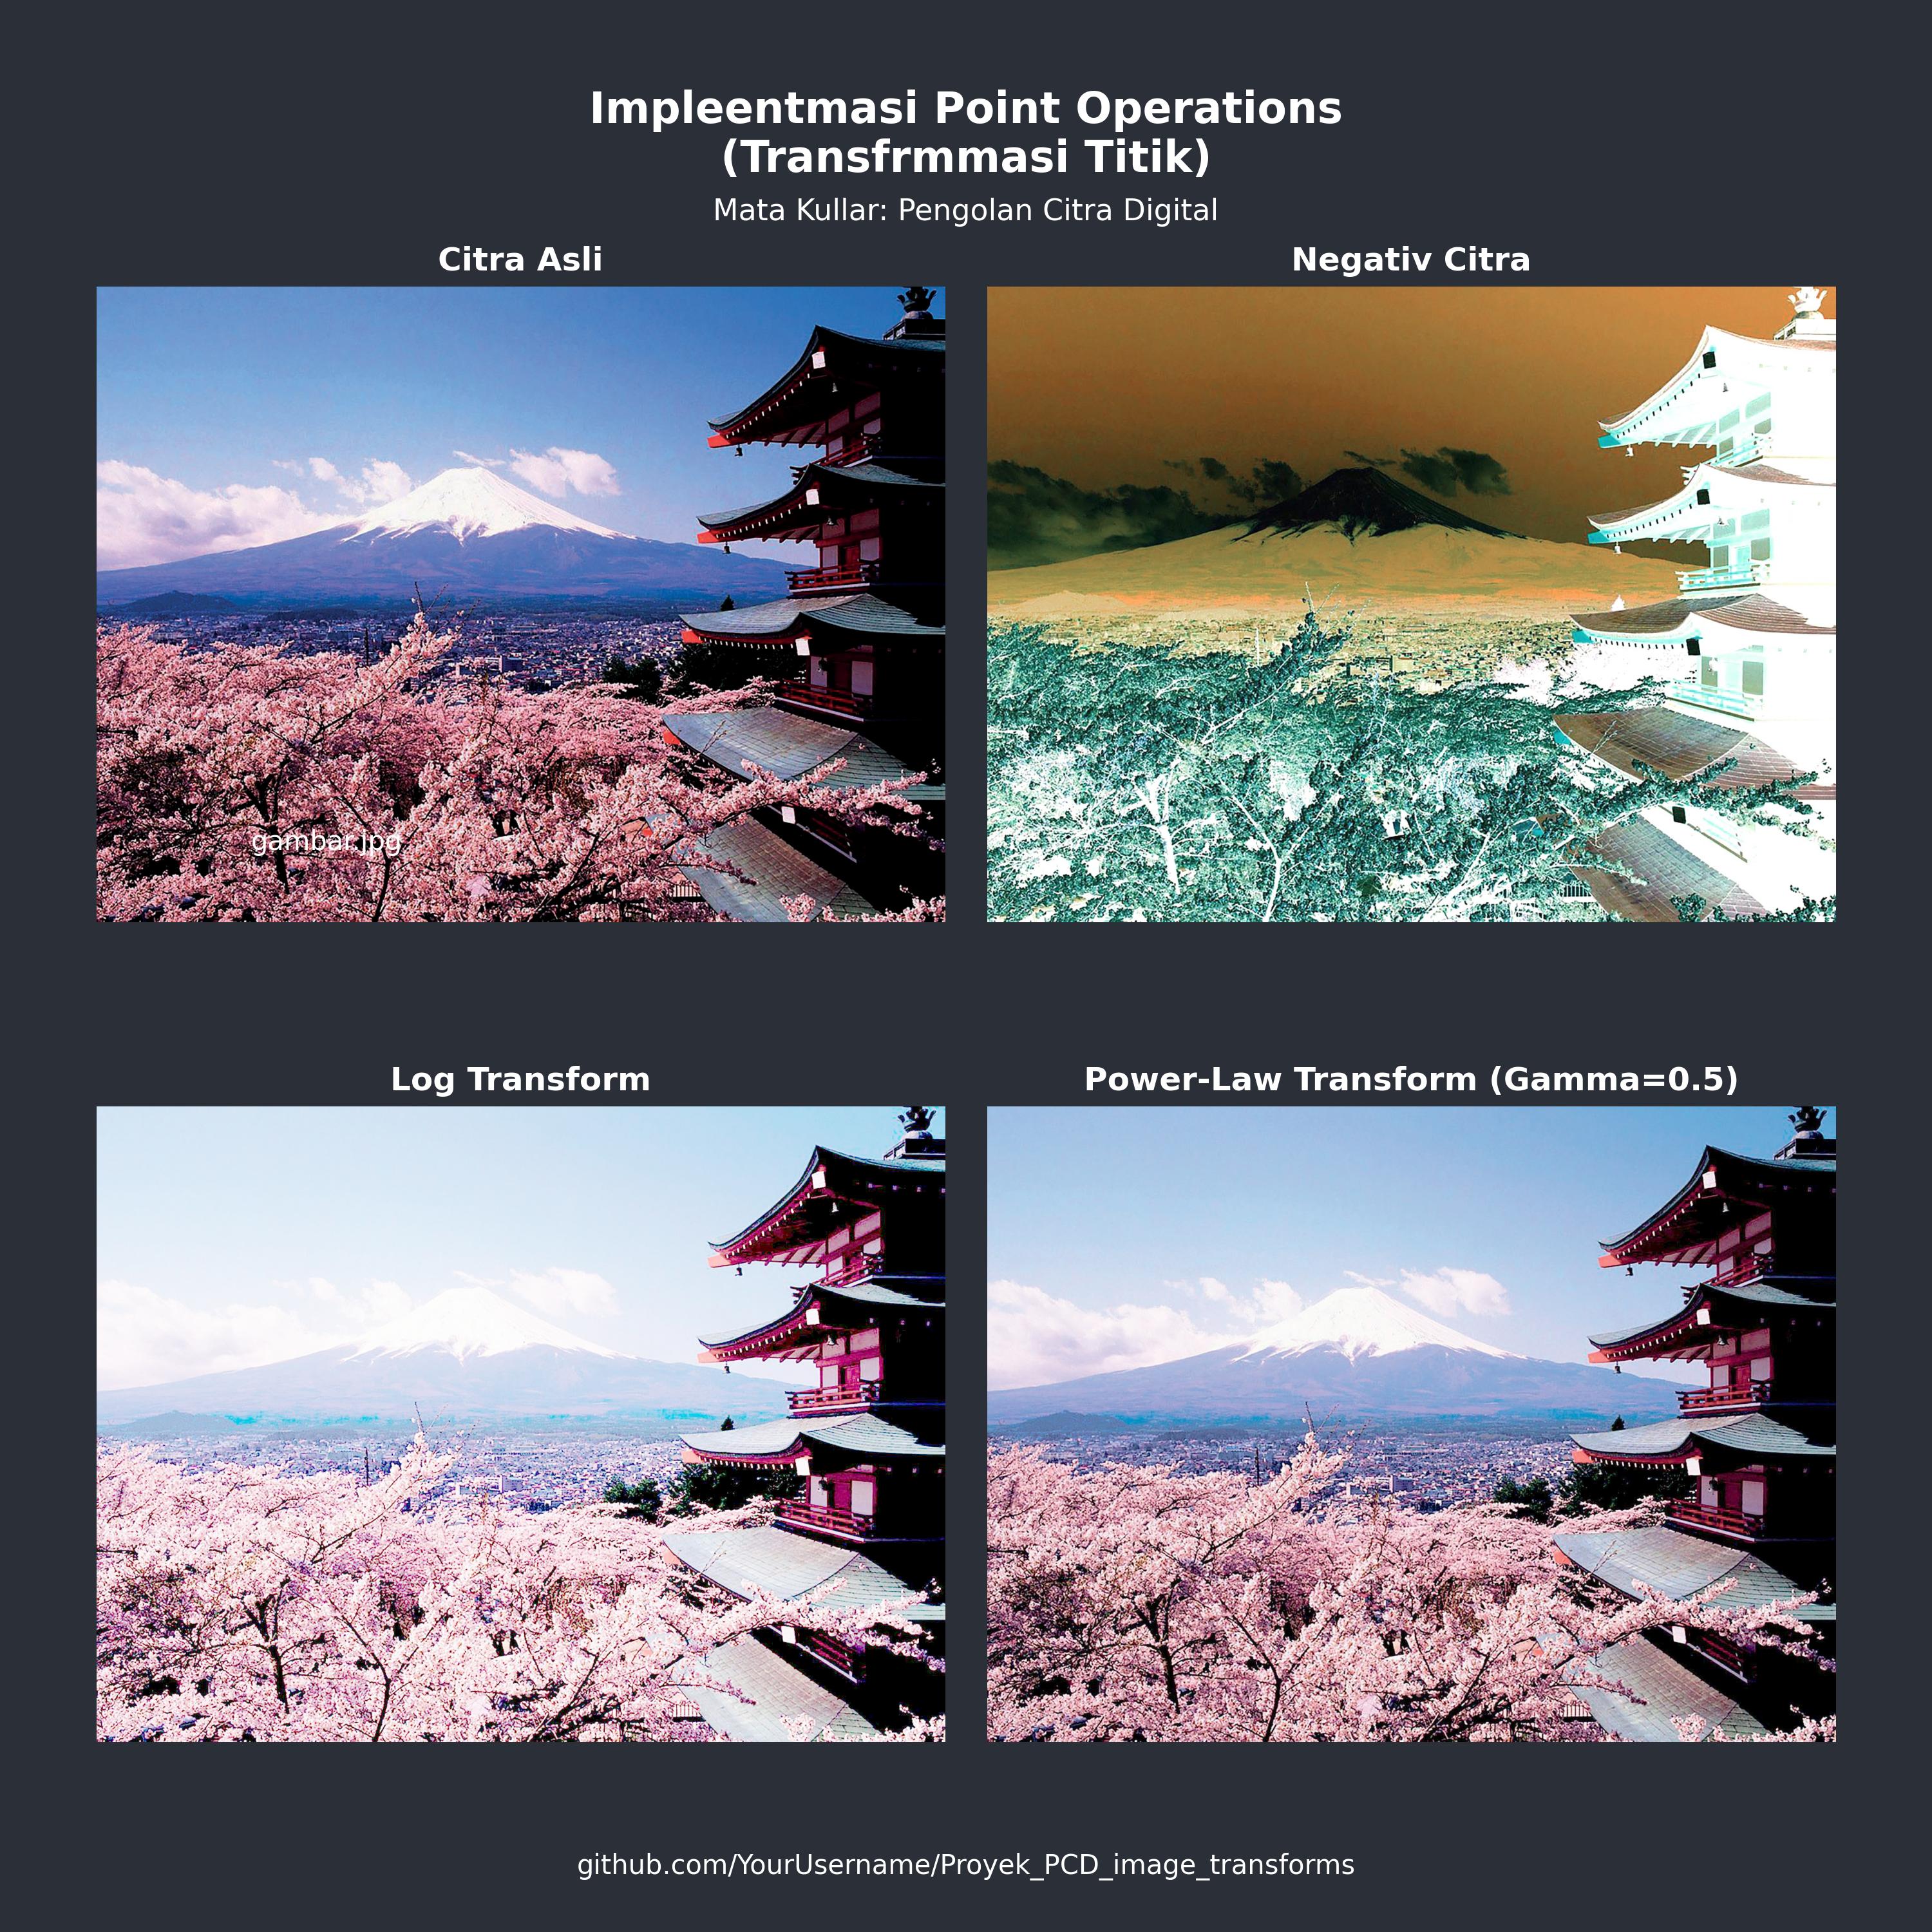 Impleentmasi Point Operations
(Transfrmmasi Titik)
Mata Kullar: Pengolan Citra Digital
Citra Asli
Negativ Citra
gambar.jpg
Log Transform
Power-Law Transform (Gamma=0.5)
github.com/YourUsername/Proyek_PCD_image_transforms